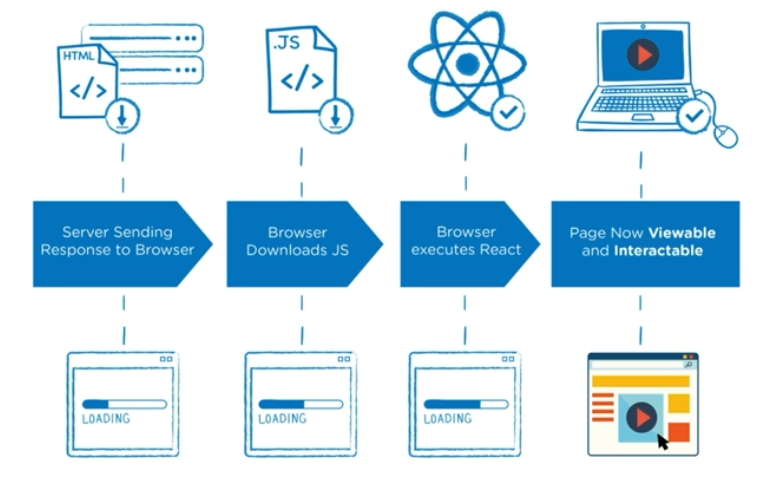 HTML
</>
.JS
</>
Server Sending
Response to Browser
Browser
Downloads JS
Browser
executes React
Page Now Viewable
and Interactable
LOADING
LOADING
LOADING